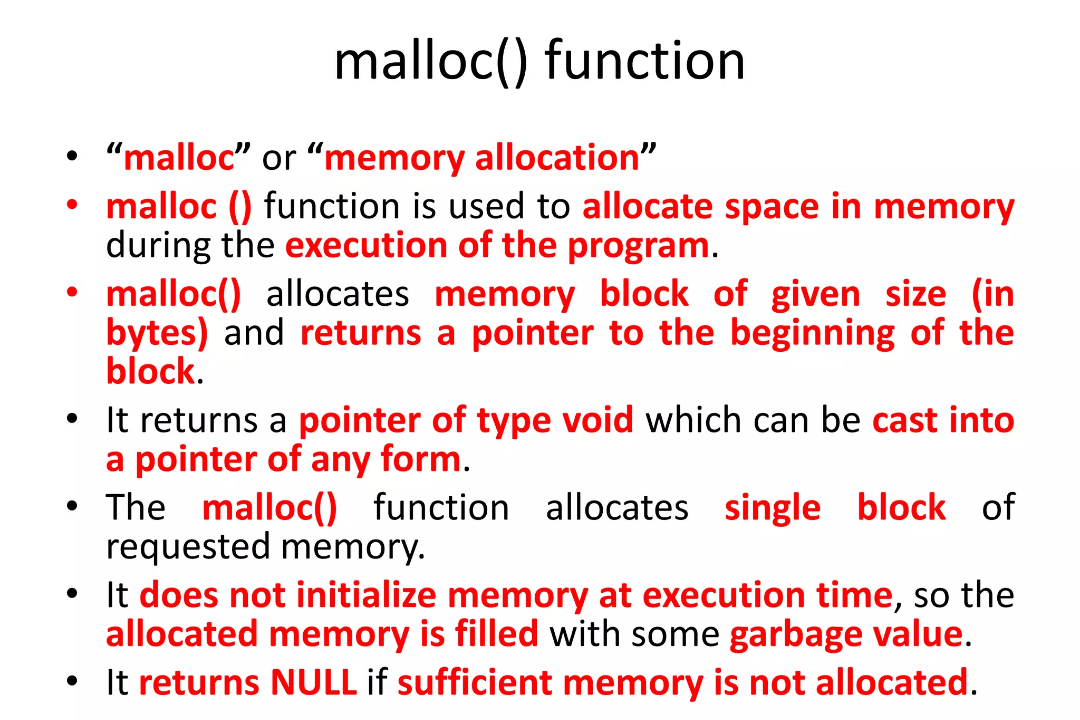 malloc() function
• “malloc” or “memory allocation”
• malloc () function is used to allocate space in memory
during the execution of the program.
• malloc() allocates memory block of given size (in
bytes) and returns a pointer to the beginning of the
block.
• It returns a pointer of type void which can be cast into
a pointer of any form.
• The malloc() function allocates single block of
requested memory.
• It does not initialize memory at execution time, so the
allocated memory is filled with some garbage value.
• It returns NULL if sufficient memory is not allocated.